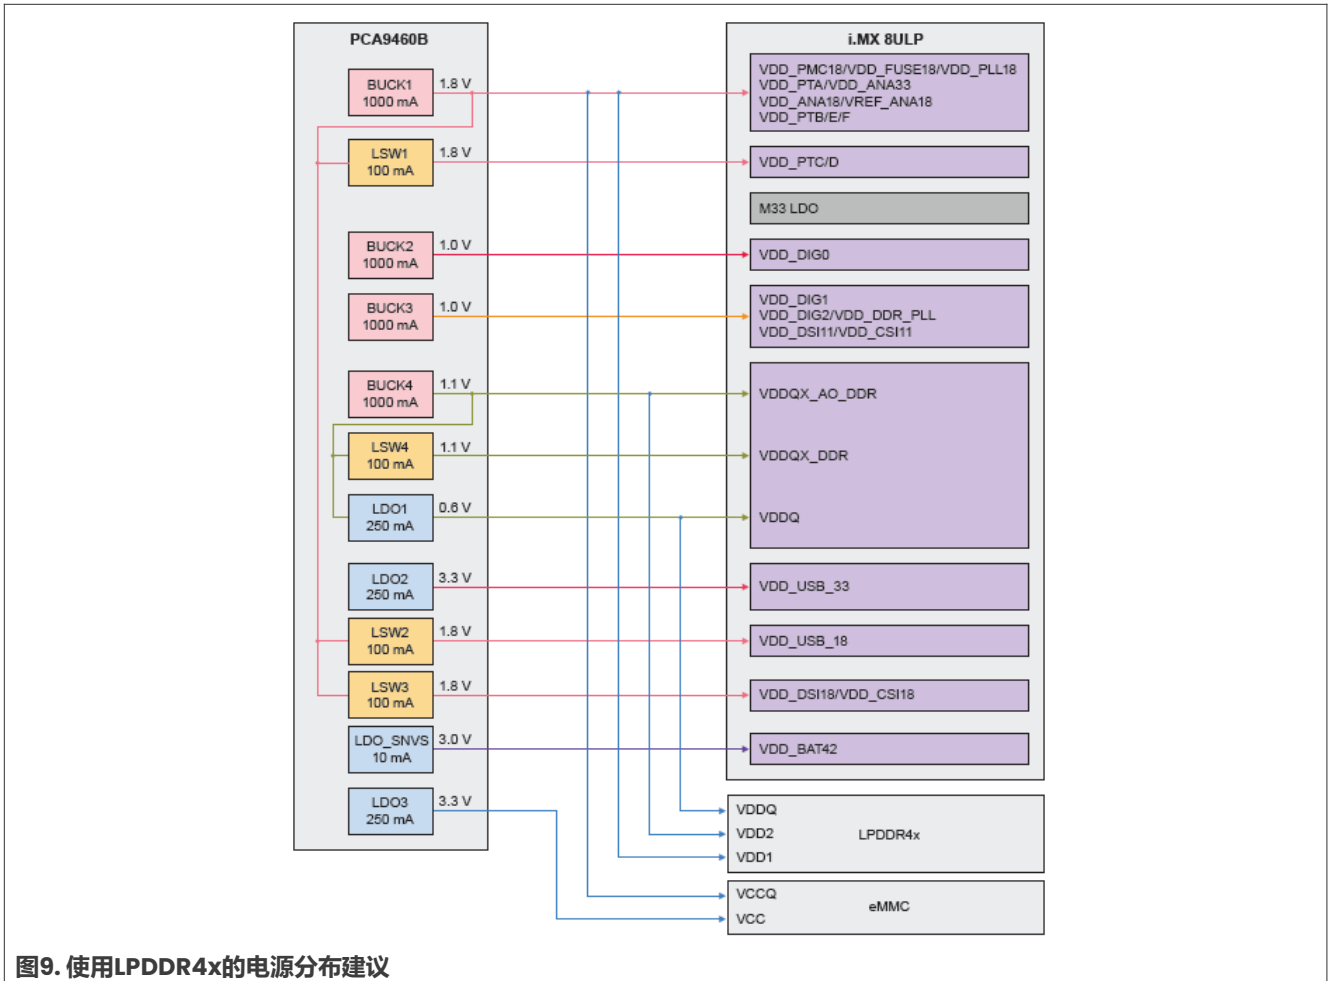 PCA9460B
i.MX 8ULP
BUCK1
1000 mA
1.8 V
VDD_PMC18/VDD_FUSE18/VDD_PLL18
VDD_PTA/VDD_ANA33
VDD_ANA18/VREF_ANA18
VDD_PTB/E/F
LSW1
100 mA
1.8 V
VDD_PTC/D
M33 LDO
BUCK2
1000 mA
1.0 V
VDD_DIG0
BUCK3
1000 mA
1.0 V
VDD_DIG1
VDD_DIG2/VDD_DDR_PLL
VDD_DSI11/VDD_CSI11
BUCK4
1000 mA
1.1 V
VDDQX_AO_DDR
LSW4
100 mA
1.1 V
VDDQX_DDR
LDO1
250 mA
0.6 V
VDDQ
LDO2
250 mA
3.3 V
VDD_USB_33
LSW2
100 mA
1.8 V
VDD_USB_18
LSW3
100 mA
1.8 V
VDD_DSI18/VDD_CSI18
LDO_SNVS
10 mA
3.0 V
VDD_BAT42
LDO3
250 mA
3.3 V
VDDQ
VDD2
VDD1
LPDDR4x
VCCQ
VCC
eMMC
图9. 使用LPDDR4x的电源分布建议